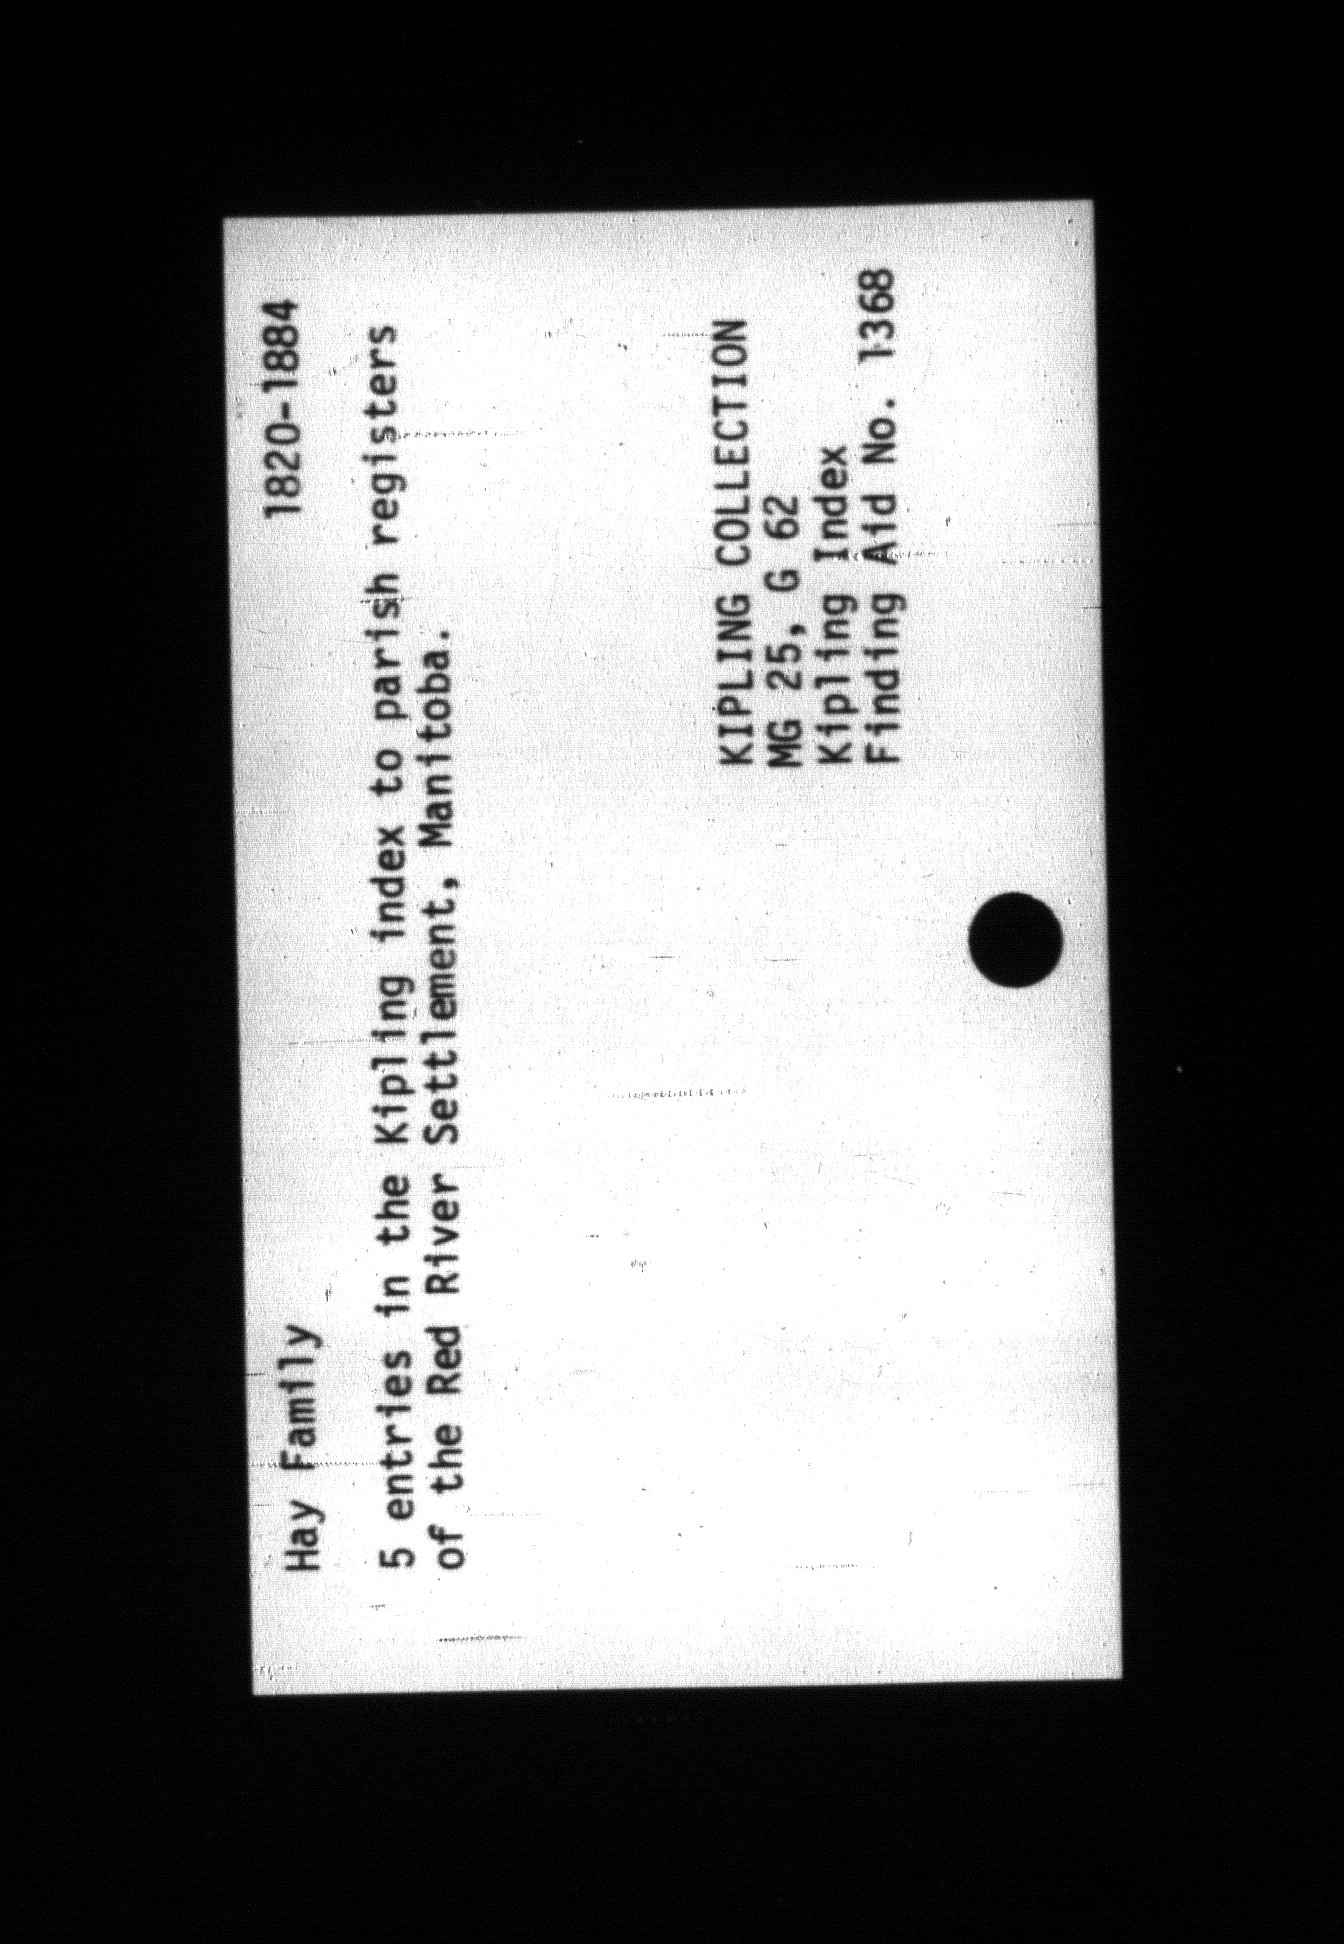 Hay Family 1820-1884
5 entries in the Kipling index to parish registers
of the Red River Settlement, Manitoba.
KIPLING COLLECTION
MG 25, G 62
Kipling Index
Finding Aid No. 1368